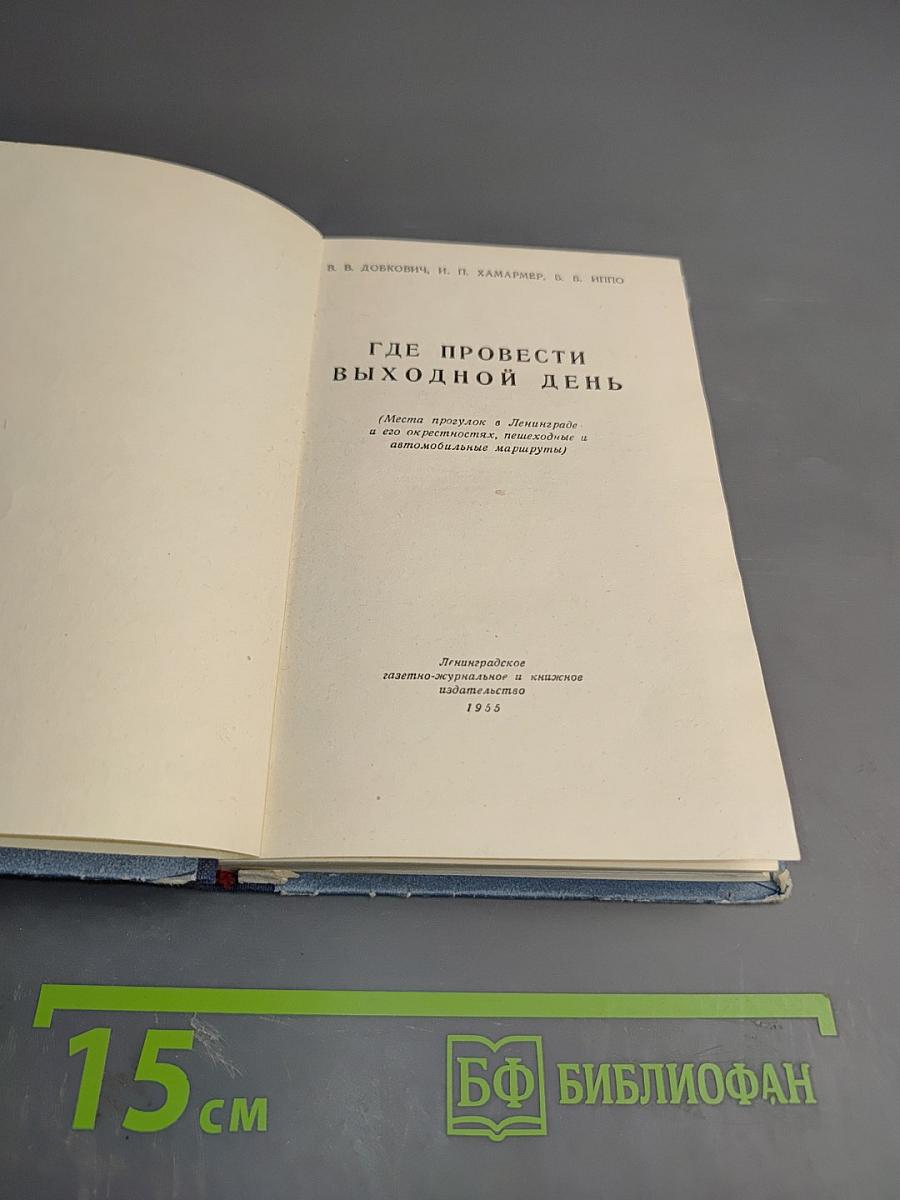 В. В. ДОБКОВИЧ, И. П. ХАМАРМЕР, Б. Б. ИППО
ГДЕ ПРОВЕСТИ
ВЫХОДНОЙ ДЕНЬ
(Места прогулок в Ленинграде
и его окрестностях, пешеходные и
автомобильные маршруты)
Ленинградское
газетно-журнальное и книжное
издательство
1955
15 см
БФ БИБЛИОФАН